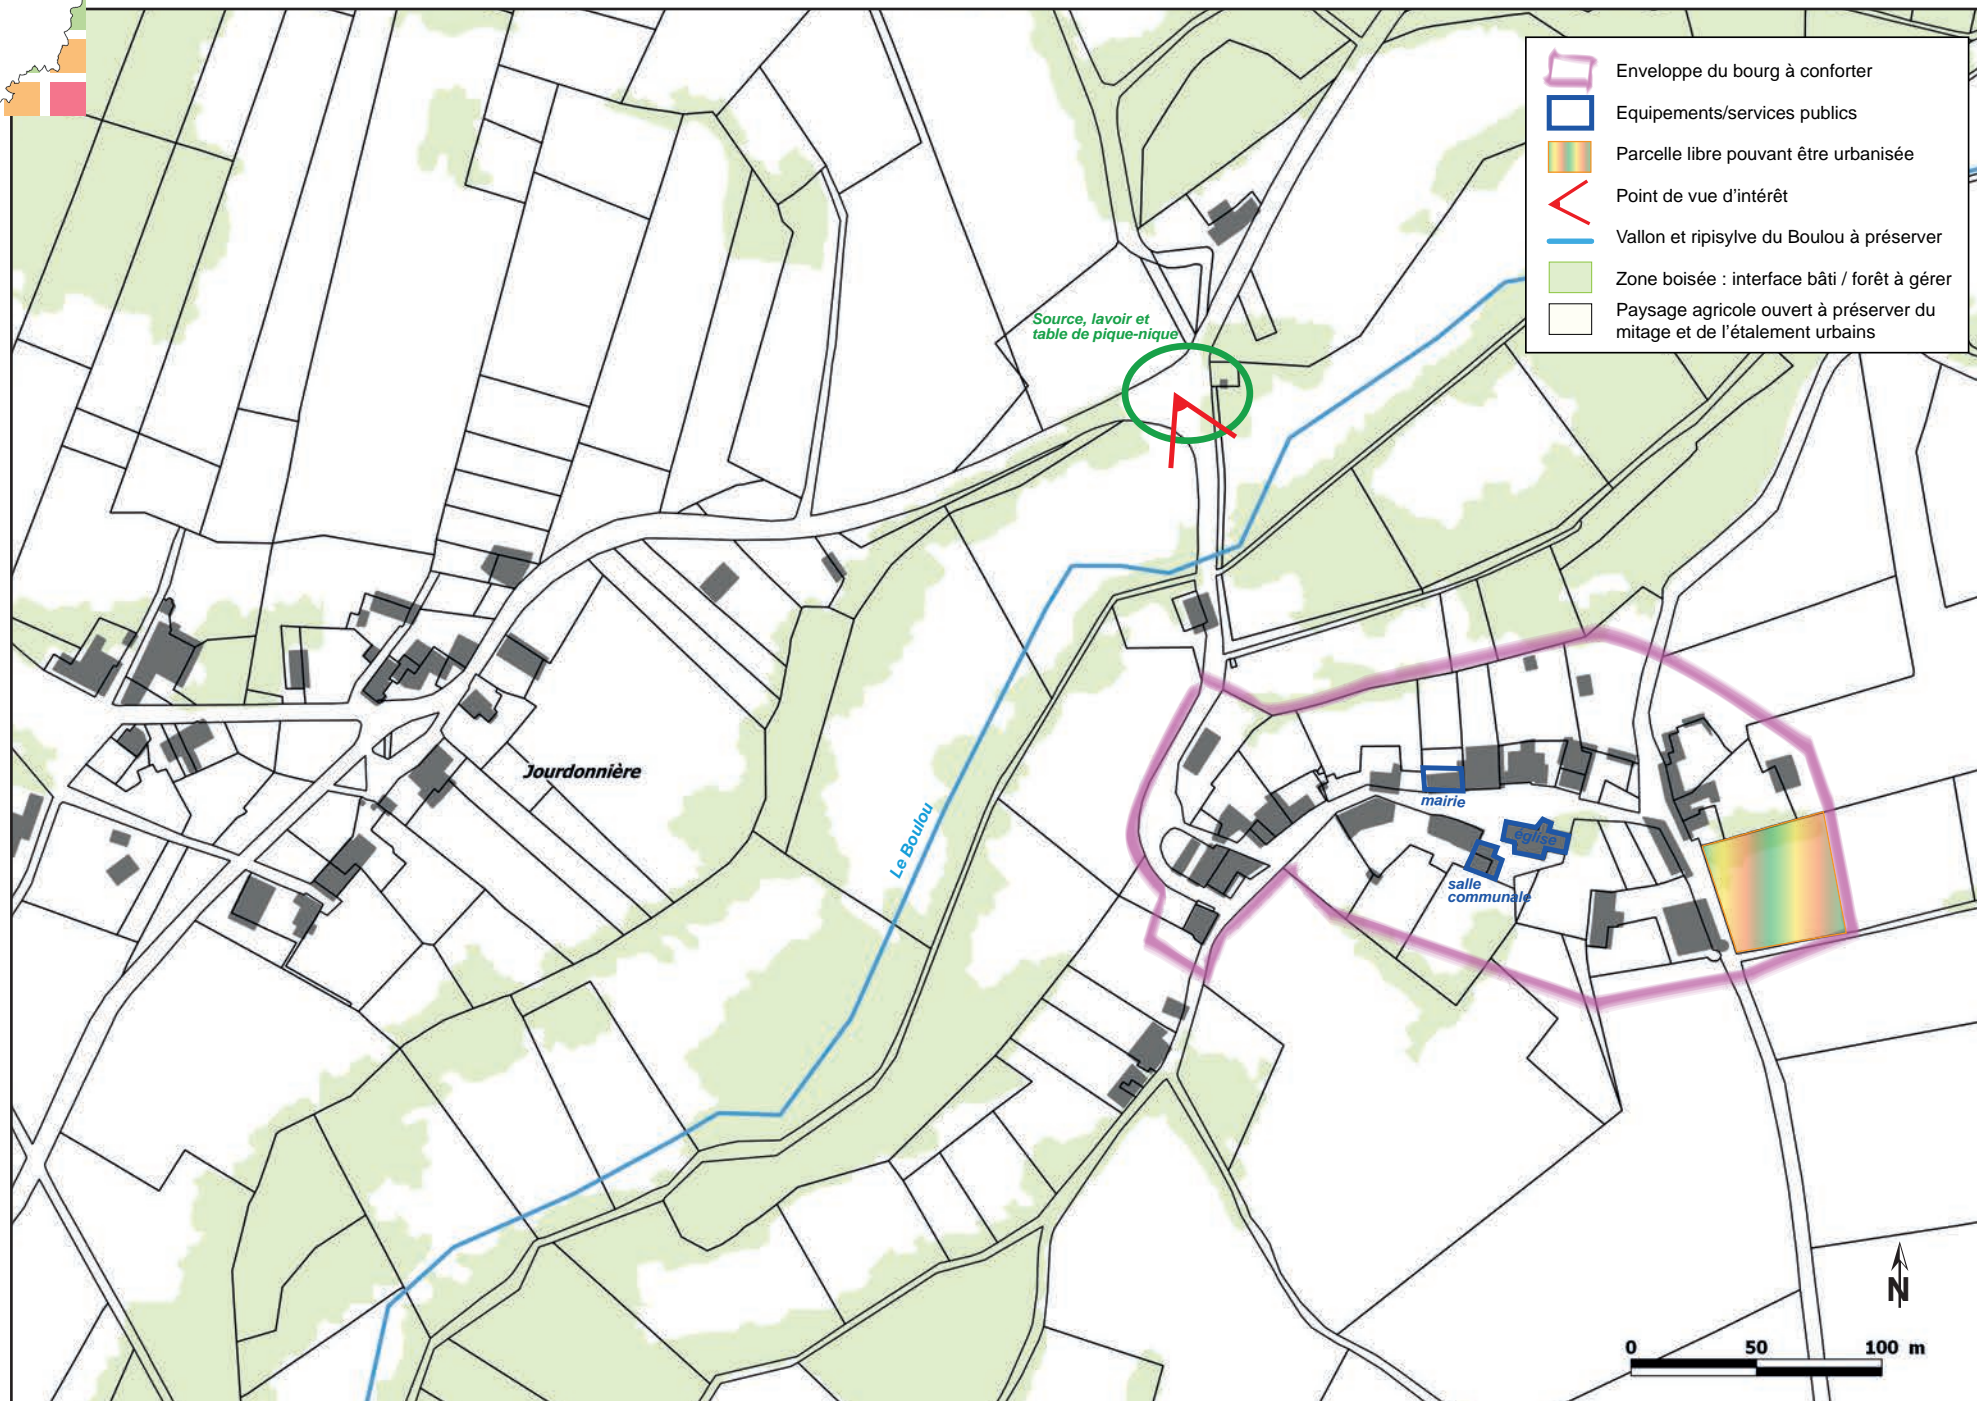 Enveloppe du bourg à conforter
Equipements/services publics
Parcelle libre pouvant être urbanisée
Point de vue d'intérêt
Vallon et ripisylve du Boulou à préserver
Zone boisée : interface bâti / forêt à gérer
Paysage agricole ouvert à préserver du
mitage et de l'étalement urbains
Source, lavoir et
table de pique-nique
Jourdonnière
Le Boulou
mairie
église
salle
communale
N
0 50 100 m